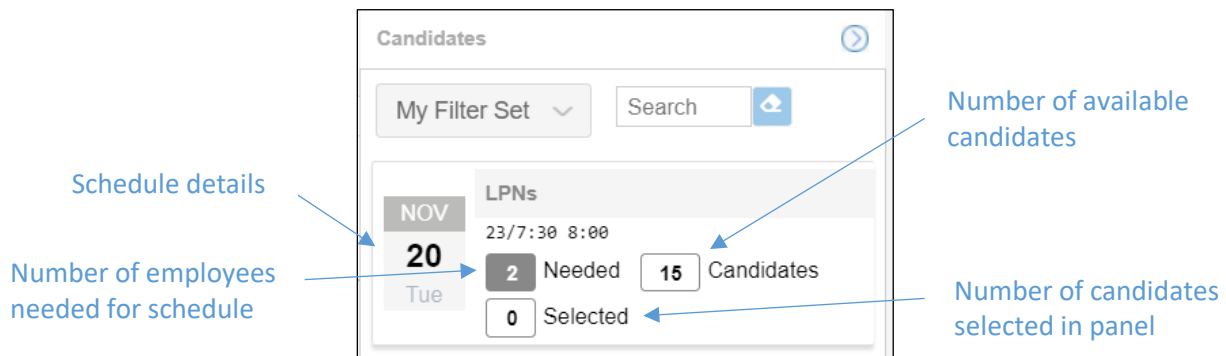 Candidates
My Filter Set
Search
Number of available
candidates
Schedule details
LPNs
NOV
20
Tue
23/7:30 8:00
2 Needed
15 Candidates
0 Selected
Number of employees
needed for schedule
Number of candidates
selected in panel